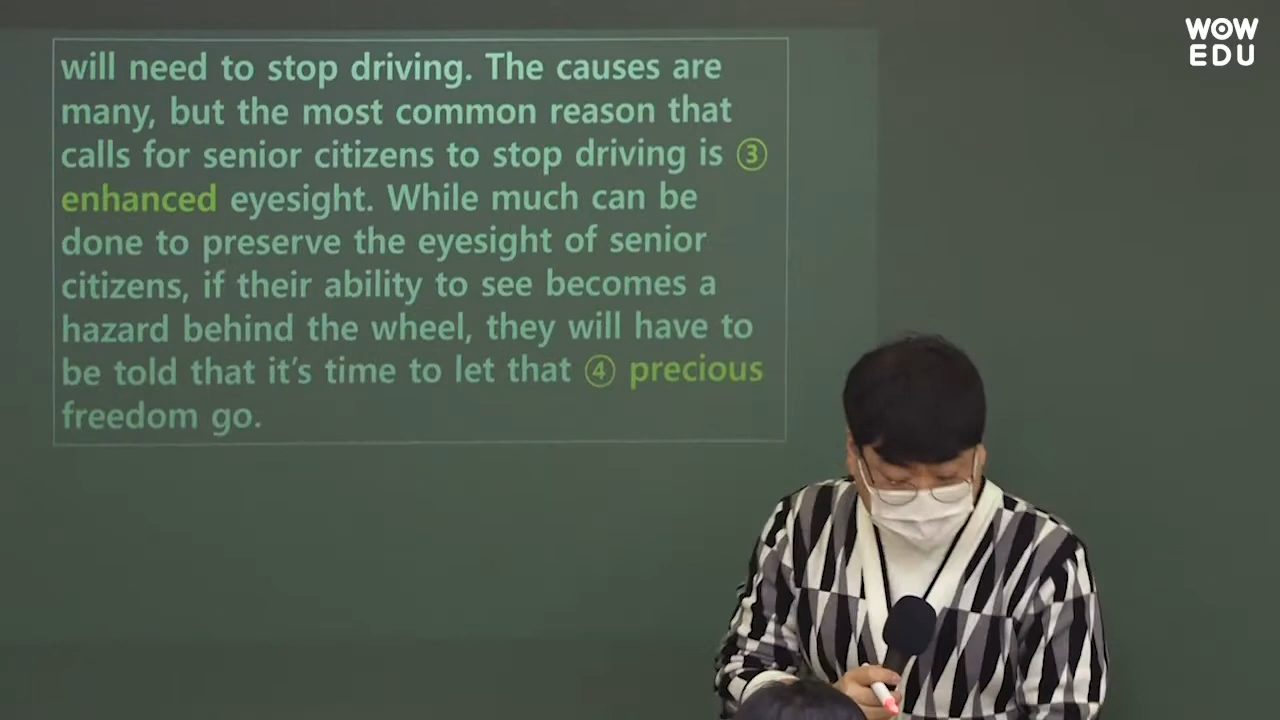 WOW
EDU
will need to stop driving. The causes are
many, but the most common reason that
calls for senior citizens to stop driving is ③
enhanced eyesight. While much can be
done to preserve the eyesight of senior
citizens, if their ability to see becomes a
hazard behind the wheel, they will have to
be told that it's time to let that ④ precious
freedom go.